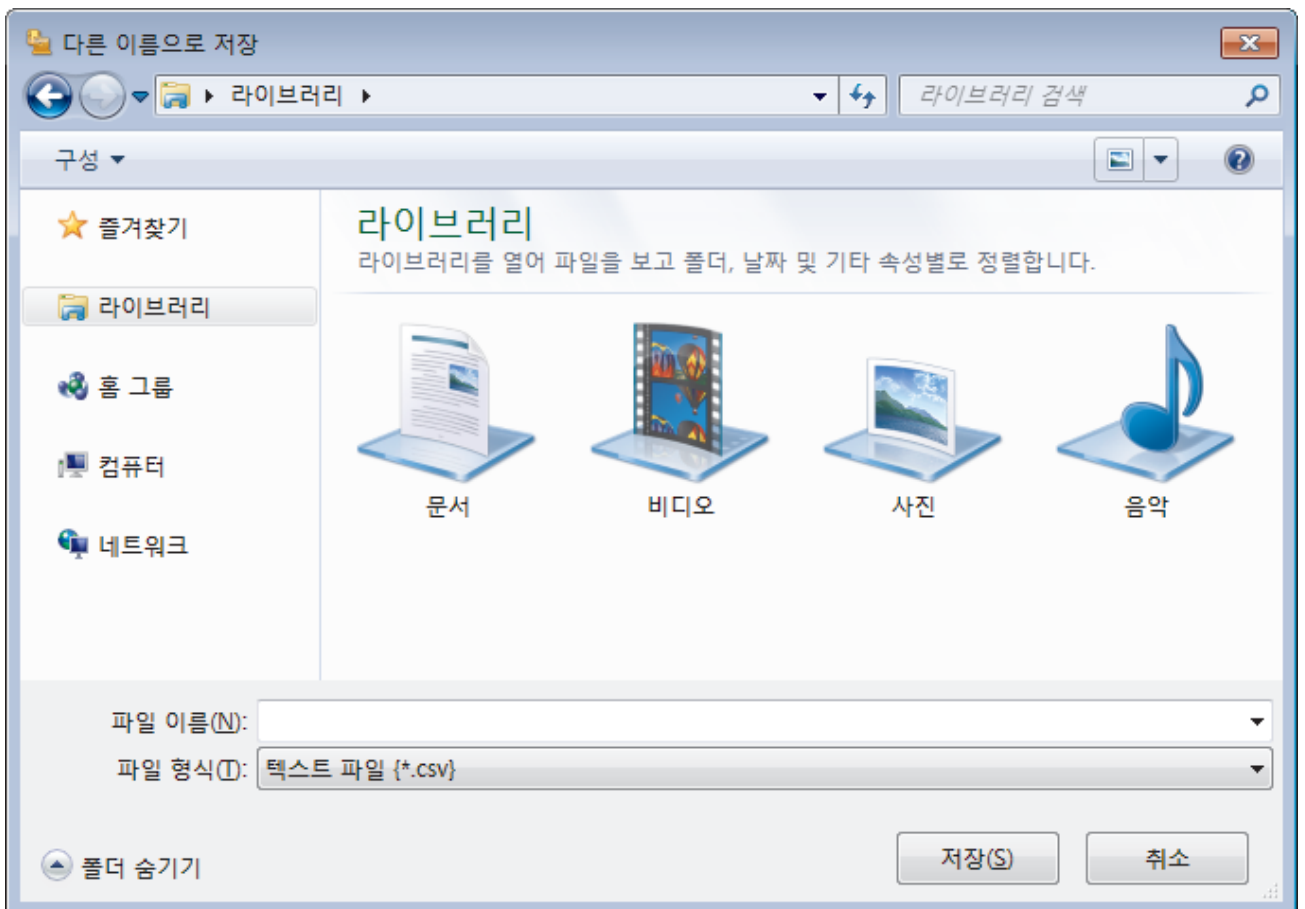 다른 이름으로 저장
라이브러리
라이브러리 검색
구성
즐겨찾기
라이브러리
홈 그룹
컴퓨터
네트워크
라이브러리
라이브러리를 열어 파일을 보고 폴더, 날짜 및 기타 속성별로 정렬합니다.
문서
비디오
사진
음악
파일 이름(N):
파일 형식(T): 텍스트 파일 {*.csv}
폴더 숨기기
저장(S)
취소